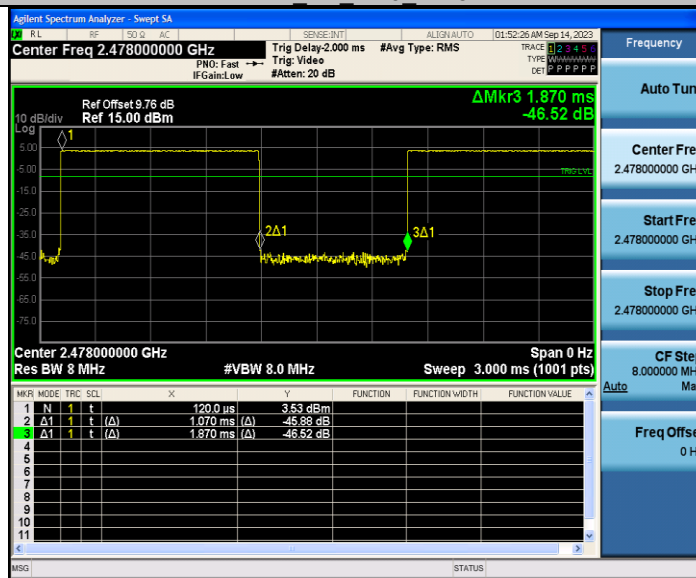 Agilent Spectrum Analyzer - Swept SA
RL RF 50 Ω AC SENSE:INT ALIGN AUTO 01:52:26 AM Sep 14, 2023
Center Freq 2.478000000 GHz
PNO: Fast
IFGain:Low
Trig Delay-2.000 ms
Trig: Video
#Atten: 20 dB
#Avg Type: RMS
TRACE 1 2 3 4 5 6
TYPE
DET P P P P P P
Ref Offset 9.76 dB
10 dB/div Ref 15.00 dBm
Log
ΔMkr3 1.870 ms
-46.52 dB
1
5.00
-5.00
TRIG LVL
-15.0
-25.0
2Δ1
3Δ1
-35.0
-45.0
-55.0
-65.0
-75.0
Center 2.478000000 GHz Span 0 Hz
Res BW 8 MHz #VBW 8.0 MHz Sweep 3.000 ms (1001 pts)
MKR MODE TRC SCL X Y FUNCTION FUNCTION WIDTH FUNCTION VALUE
1 N 1 t 120.0 µs 3.53 dBm
2 Δ1 1 t (Δ) 1.070 ms (Δ) -45.88 dB
3 Δ1 1 t (Δ) 1.870 ms (Δ) -46.52 dB
4
5
6
7
8
9
10
11
MSG STATUS
Frequency
Auto Tun
Center Fre
2.478000000 GH
Start Fre
2.478000000 GH
Stop Fre
2.478000000 GH
CF Ste
8.000000 MH
Auto Ma
Freq Offse
0 H